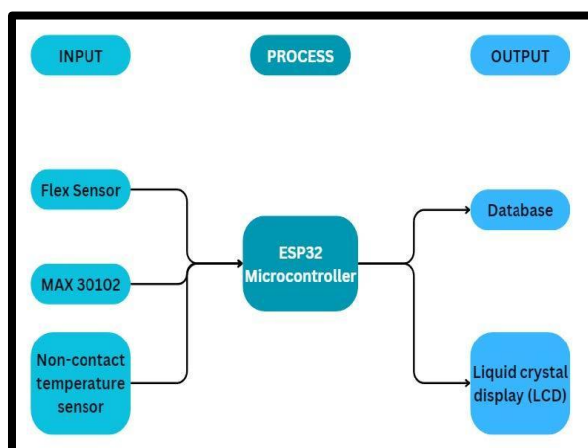 INPUT
PROCESS
OUTPUT
Flex Sensor
MAX 30102
Non-contact
temperature
sensor
ESP32
Microcontroller
Database
Liquid crystal
display (LCD)